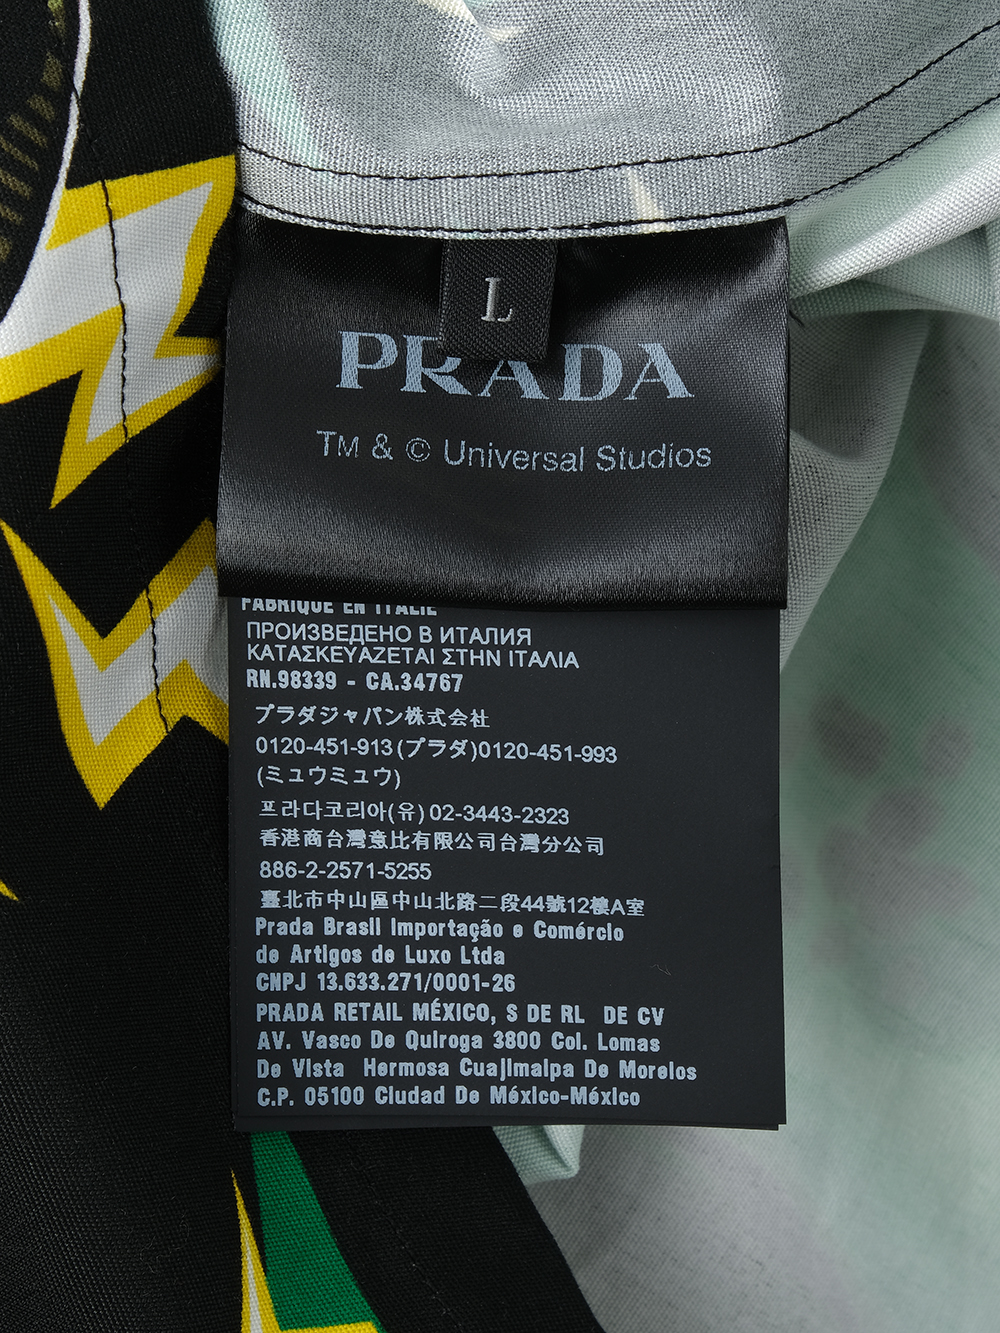 L
PRADA
TM & © Universal Studios
FABRIQUÉ EN ITALIE
ПРОИЗВЕДЕНО В ИТАЛИЯ
ΚΑΤΑΣΚΕΥΑΖΕΤΑΙ ΣΤΗΝ ΙΤΑΛΙΑ
RN.98339 - CA.34767
プラダジャパン株式会社
0120-451-913(プラダ)0120-451-993
(ミュウミュウ)
프라다코리아(유) 02-3443-2323
香港商台灣意比有限公司台灣分公司
886-2-2571-5255
臺北市中山區中山北路二段44號12樓A室
Prada Brasil Importação e Comércio
de Artigos de Luxo Ltda
CNPJ 13.633.271/0001-26
PRADA RETAIL MÉXICO, S DE RL DE CV
AV. Vasco De Quiroga 3800 Col. Lomas
De Vista Hermosa Cuajimalpa De Morelos
C.P. 05100 Ciudad De México-México